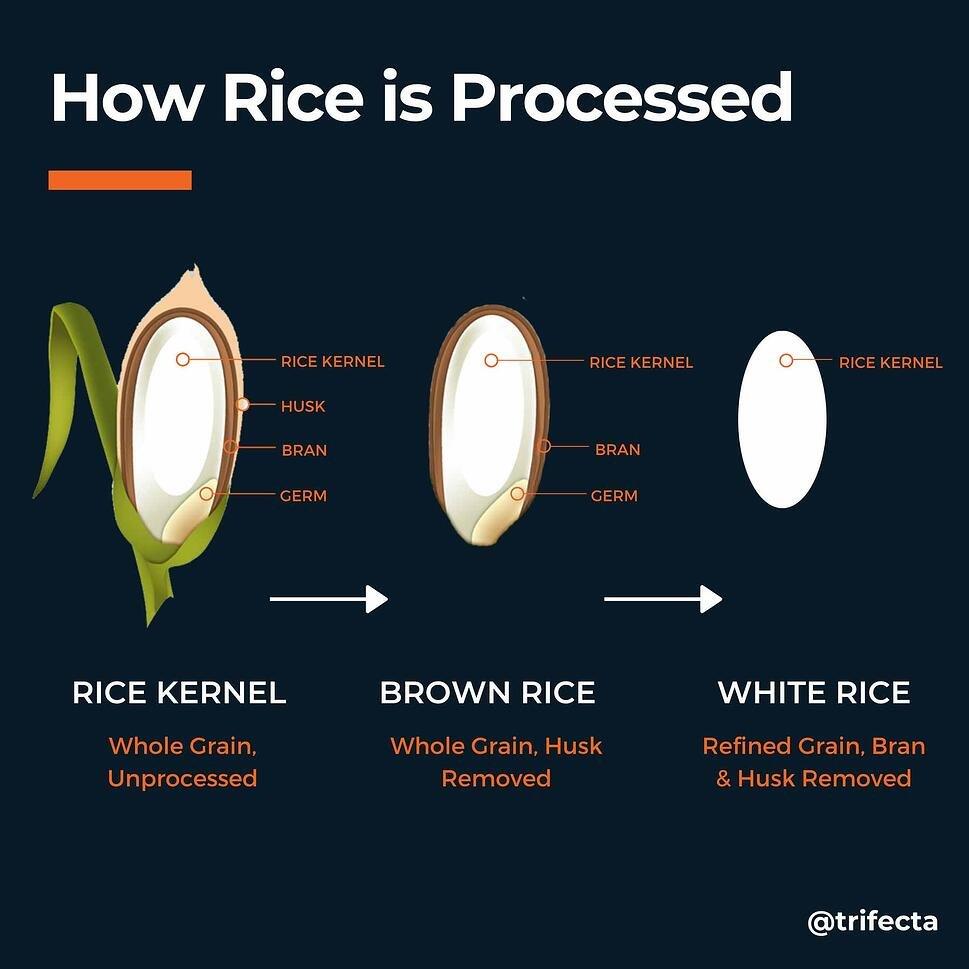 How Rice is Processed
RICE KERNEL
HUSK
BRAN
GERM
RICE KERNEL
BRAN
GERM
RICE KERNEL
RICE KERNEL
Whole Grain,
Unprocessed
BROWN RICE
Whole Grain, Husk
Removed
WHITE RICE
Refined Grain, Bran
& Husk Removed
@trifecta